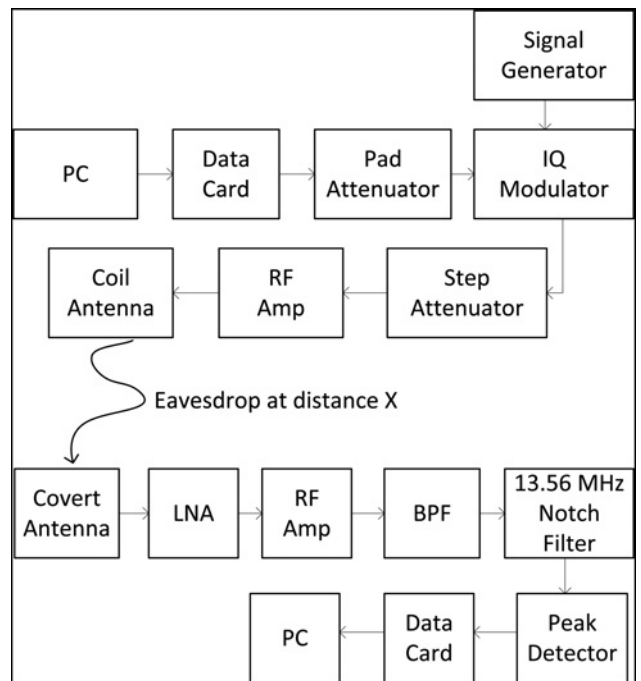 Signal
Generator
PC
Data
Card
Pad
Attenuator
IQ
Modulator
Coil
Antenna
RF
Amp
Step
Attenuator
Eavesdrop at distance X
Covert
Antenna
LNA
RF
Amp
BPF
13.56 MHz
Notch
Filter
PC
Data
Card
Peak
Detector